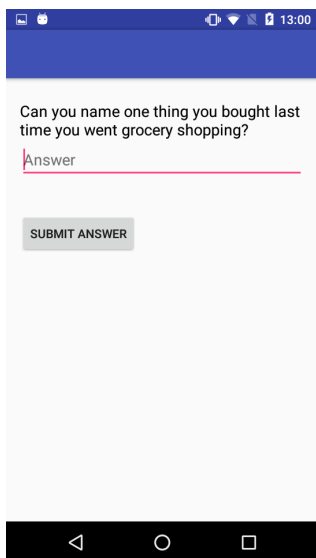 13:00
Can you name one thing you bought last
time you went grocery shopping?
Answer
SUBMIT ANSWER